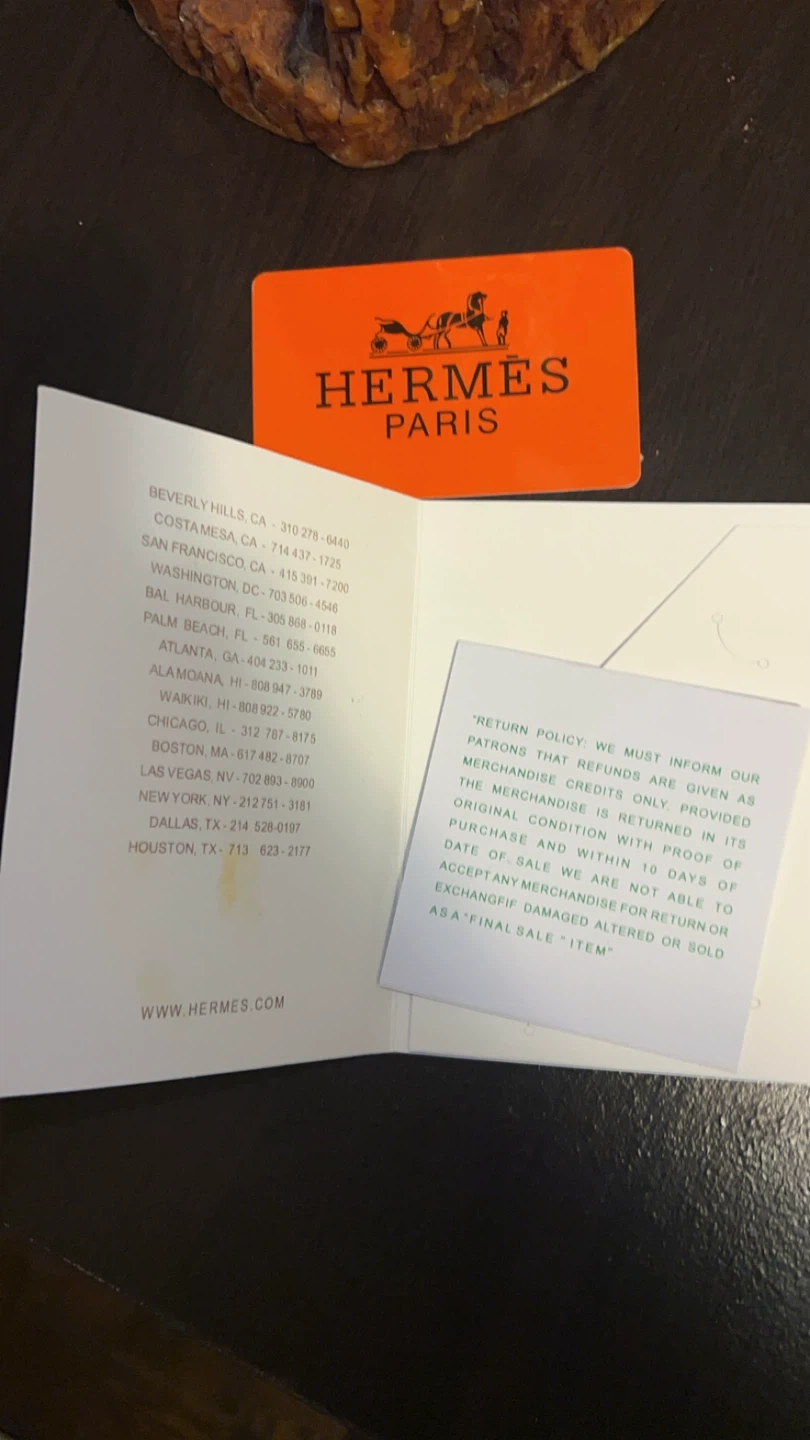 HERMĒS
PARIS
BEVERLY HILLS, CA - 310 278-6440
COSTA MESA, CA - 714 437-1725
SAN FRANCISCO, CA - 415 391-7200
WASHINGTON, DC- 703 506-4546
BAL HARBOUR, FL- 305 868-0118
PALM BEACH, FL - 561 655-6655
ATLANTA, GA- 404 233-1011
ALA MOANA, HI - 808 947-3789
WAIKIKI, HI - 808 922-5780
CHICAGO, IL - 312 787-8175
BOSTON, MA - 617 482-8707
LAS VEGAS, NV - 702 893-8900
NEW YORK, NY - 212 751-3181
DALLAS, TX - 214 528-0197
HOUSTON, TX- 713 623-2177
WWW.HERMES.COM
"RETURN POLICY: WE MUST INFORM OUR
PATRONS THAT REFUNDS ARE GIVEN AS
MERCHANDISE CREDITS ONLY. PROVIDED
THE MERCHANDISE IS RETURNED IN ITS
ORIGINAL CONDITION WITH PROOF OF
PURCHASE AND WITHIN 10 DAYS OF
DATE OF. SALE WE ARE NOT ABLE TO
ACCEPT ANY MERCHANDISE FOR RETURN OR
EXCHANGFIF DAMAGED ALTERED OR SOLD
AS A "FINAL SALE " ITEM"